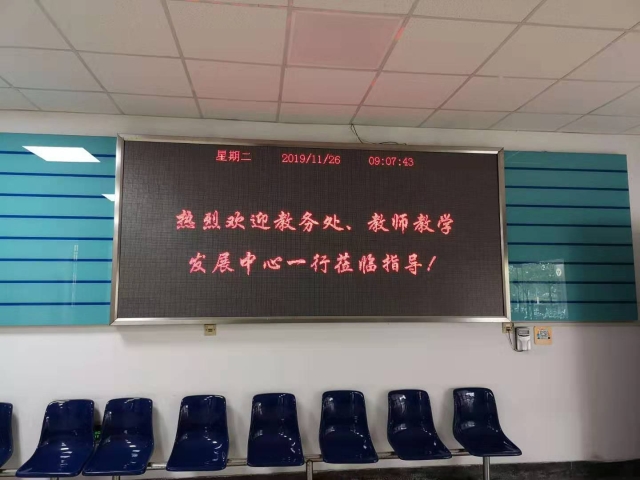 星期二 2019/11/26 09:07:43
热烈欢迎教务处、教师教学
发展中心一行莅临指导！